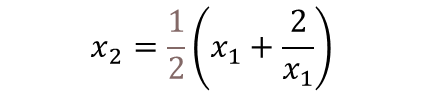 x₂ = 1/2 (x₁ + 2/x₁)